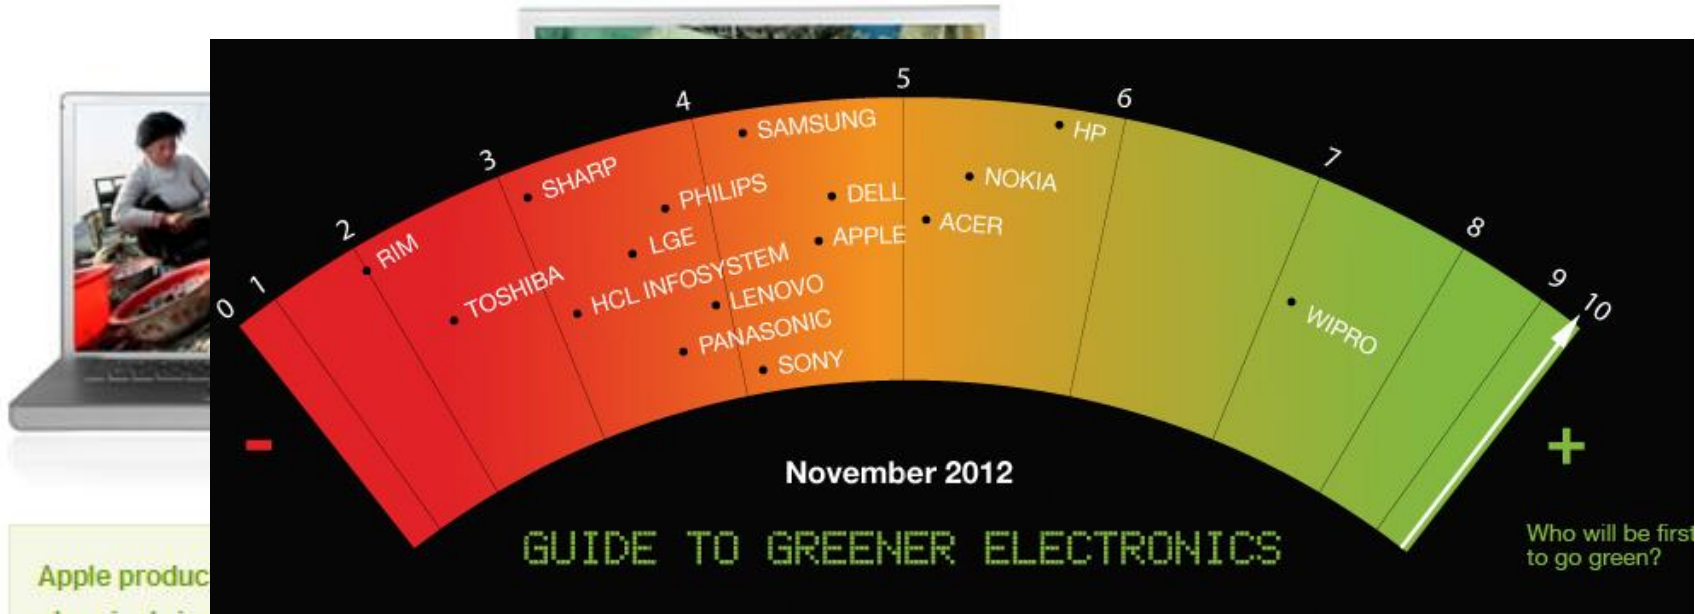 0
1
2
3
4
5
6
7
8
9
10
SAMSUNG
HP
SHARP
PHILIPS
DELL
NOKIA
RIM
LGE
APPLE
ACER
TOSHIBA
HCL INFOSYSTEM
LENOVO
WIPRO
PANASONIC
SONY
-
+
November 2012
GUIDE TO GREENER ELECTRONICS
Who will be first
to go green?
Apple produc